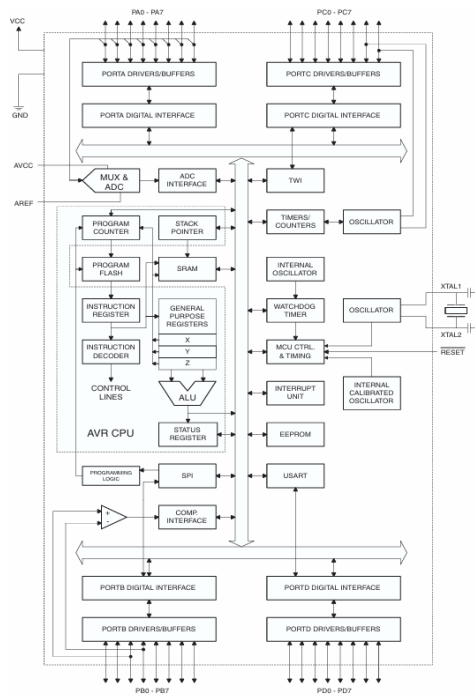 PA0 - PA7
PC0 - PC7
VCC
PORTA DRIVERS/BUFFERS
PORTC DRIVERS/BUFFERS
GND
PORTA DIGITAL INTERFACE
PORTC DIGITAL INTERFACE
AVCC
MUX &
ADC
ADC
INTERFACE
TWI
AREF
PROGRAM
COUNTER
STACK
POINTER
TIMERS/
COUNTERS
OSCILLATOR
PROGRAM
FLASH
SRAM
INTERNAL
OSCILLATOR
XTAL1
INSTRUCTION
REGISTER
GENERAL
PURPOSE
REGISTERS
WATCHDOG
TIMER
OSCILLATOR
XTAL2
X
Y
Z
INSTRUCTION
DECODER
MCU CTRL.
& TIMING
RESET
CONTROL
LINES
ALU
INTERRUPT
UNIT
INTERNAL
CALIBRATED
OSCILLATOR
AVR CPU
STATUS
REGISTER
EEPROM
PROGRAMMING
LOGIC
SPI
USART
+
-
COMP.
INTERFACE
PORTB DIGITAL INTERFACE
PORTD DIGITAL INTERFACE
PORTB DRIVERS/BUFFERS
PORTD DRIVERS/BUFFERS
PB0 - PB7
PD0 - PD7